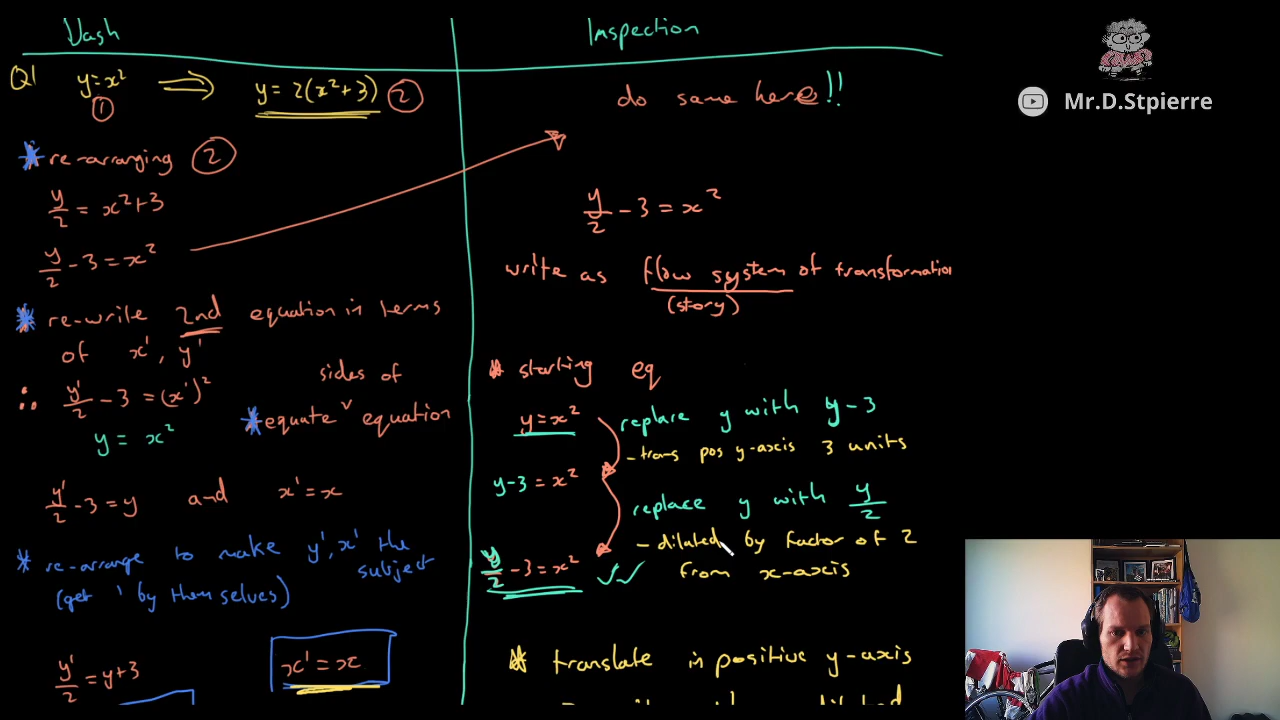 Dash
Inspection
Q1 y=x² ⟹ y=2(x²+3) ②
①
do same here!!
* re-arranging ②
y/2 = x²+3
y/2 - 3 = x²
* re-write 2nd equation in terms
of x', y'
∴ y'/2 - 3 = (x')²
y = x²
sides of
* equate ˅ equation
y'/2 - 3 = y and x' = x
* re-arrange to make y', x' the
subject
(get ' by themselves)
y'/2 = y+3
x' = x
y/2 - 3 = x²
write as flow system of transformation
(story)
* starting eq
y = x²
replace y with y-3
- trans pos y-axis 3 units
y-3 = x²
replace y with y/2
- dilated by factor of 2
from x-axis
y/2 - 3 = x² ✓✓
* translate in positive y-axis
Mr.D.Stpierre